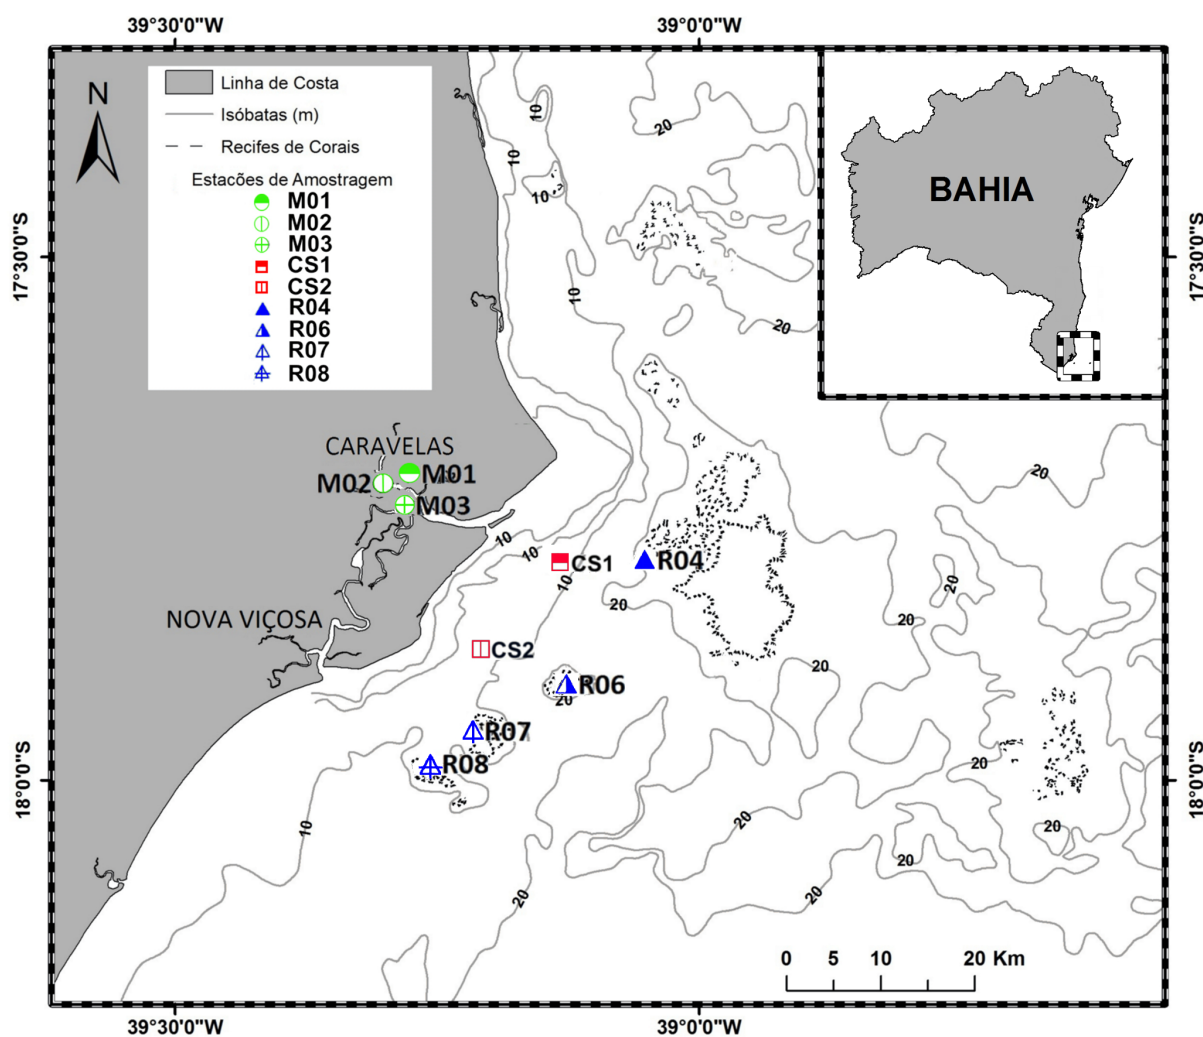 39°30'0"W
39°0'0"W
N
Linha de Costa
Isóbatas (m)
Recifes de Corais
Estacões de Amostragem
M01
M02
M03
CS1
CS2
R04
R06
R07
R08
BAHIA
17°30'0"S
17°30'0"S
10
10
10
10
20
20
20
CARAVELAS
M01
M02
M03
10
10
CS1
10
R04
20
20
20
NOVA VIÇOSA
CS2
20
R06
20
R07
R08
20
18°0'0"S
18°0'0"S
10
20
20
20
20
20
0 5 10 20 Km
39°30'0"W
39°0'0"W